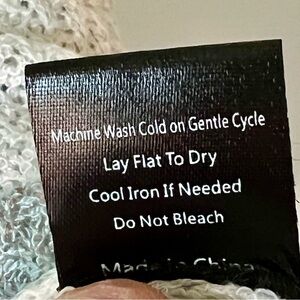 Machine Wash Cold on Gentle Cycle
Lay Flat To Dry
Cool Iron If Needed
Do Not Bleach
Made in China